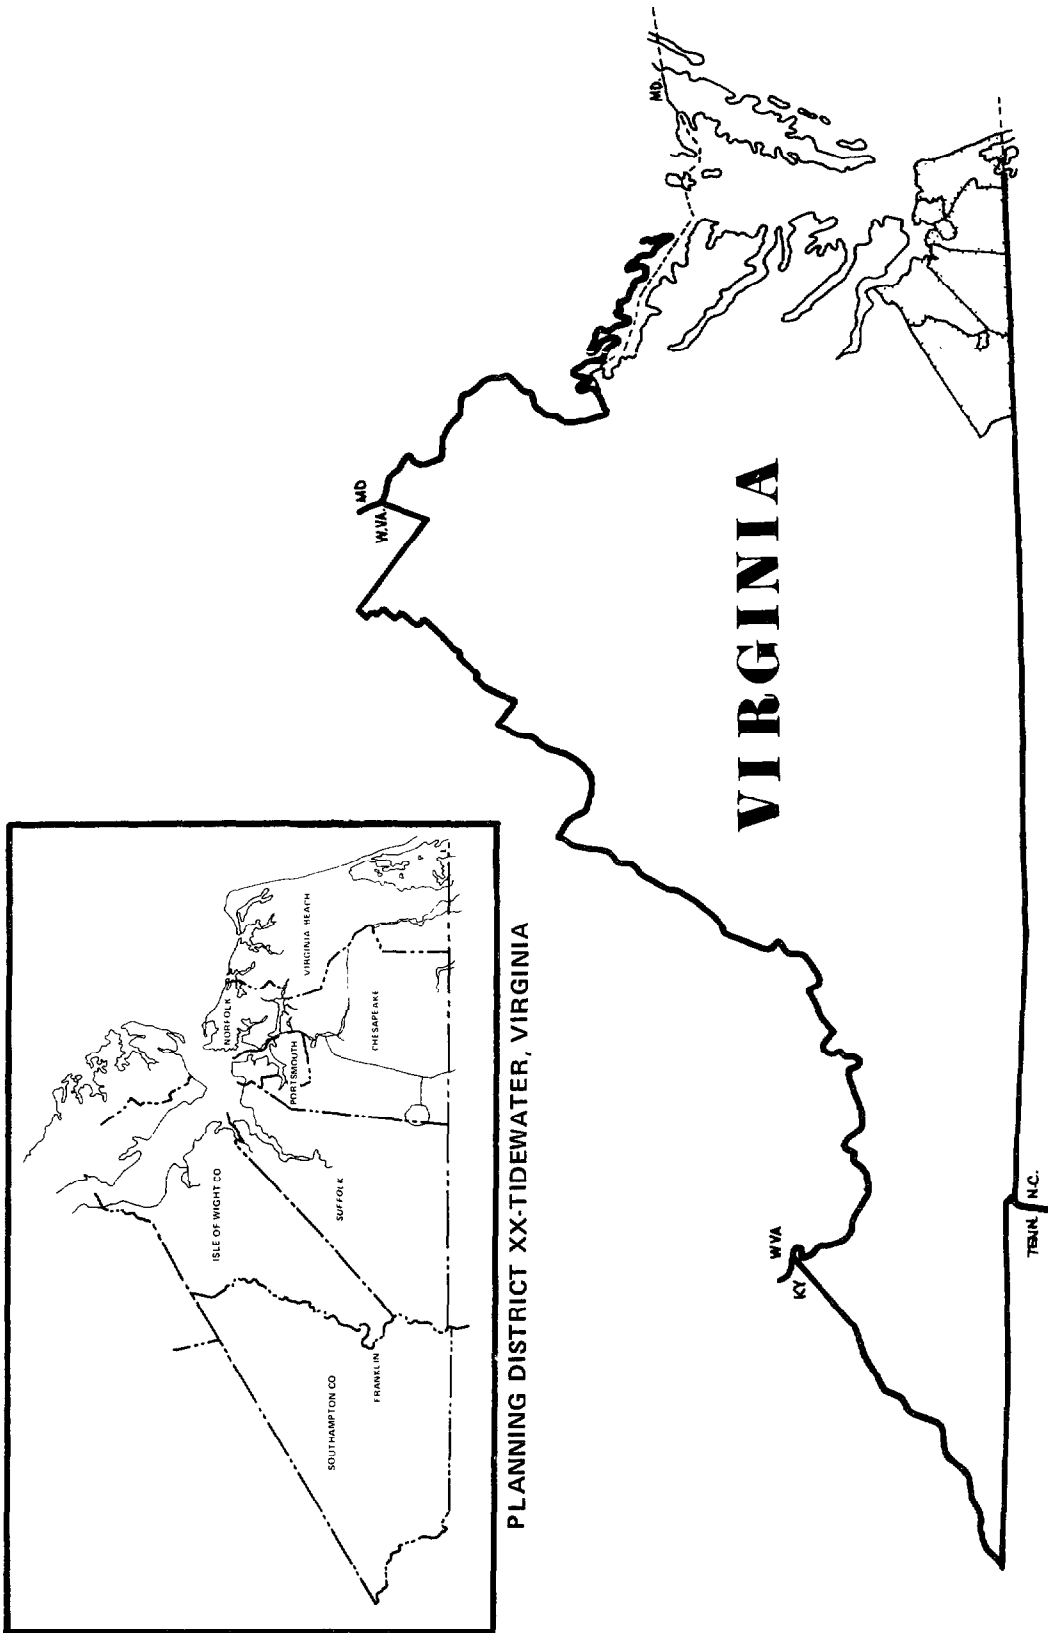 ISLE OF WIGHT CO
SOUTHAMPTON CO
FRANKLIN
SUFFOLK
NORFOLK
PORTSMOUTH
VIRGINIA BEACH
CHESAPEAKE
PLANNING DISTRICT XX-TIDEWATER, VIRGINIA
MD
W.VA.
MD.
VIRGINIA
W VA
KY
TENN.
N.C.